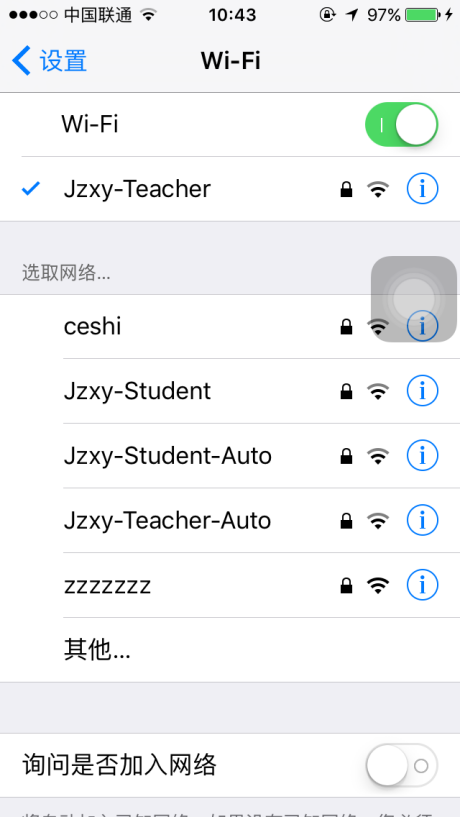 中国联通 10:43 97%
设置 Wi-Fi
Wi-Fi
Jzxy-Teacher
选取网络...
ceshi
Jzxy-Student
Jzxy-Student-Auto
Jzxy-Teacher-Auto
zzzzzzz
其他...
询问是否加入网络